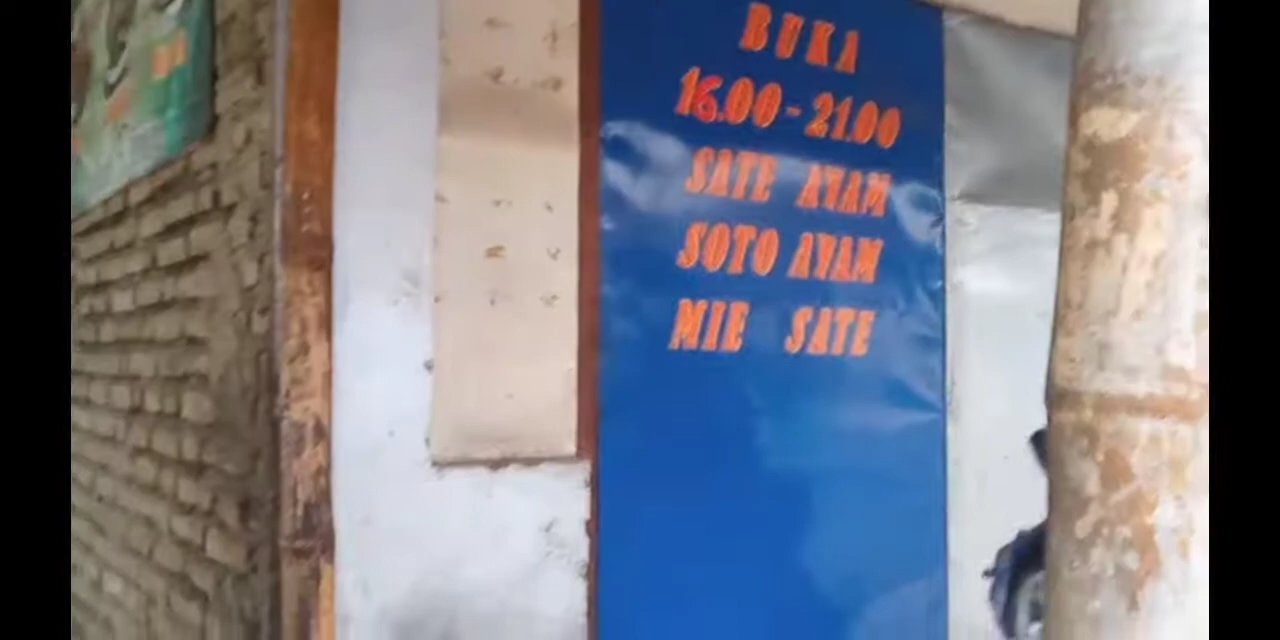 BUKA
16.00-21.00
SATE AYAM
SOTO AYAM
MIE SATE